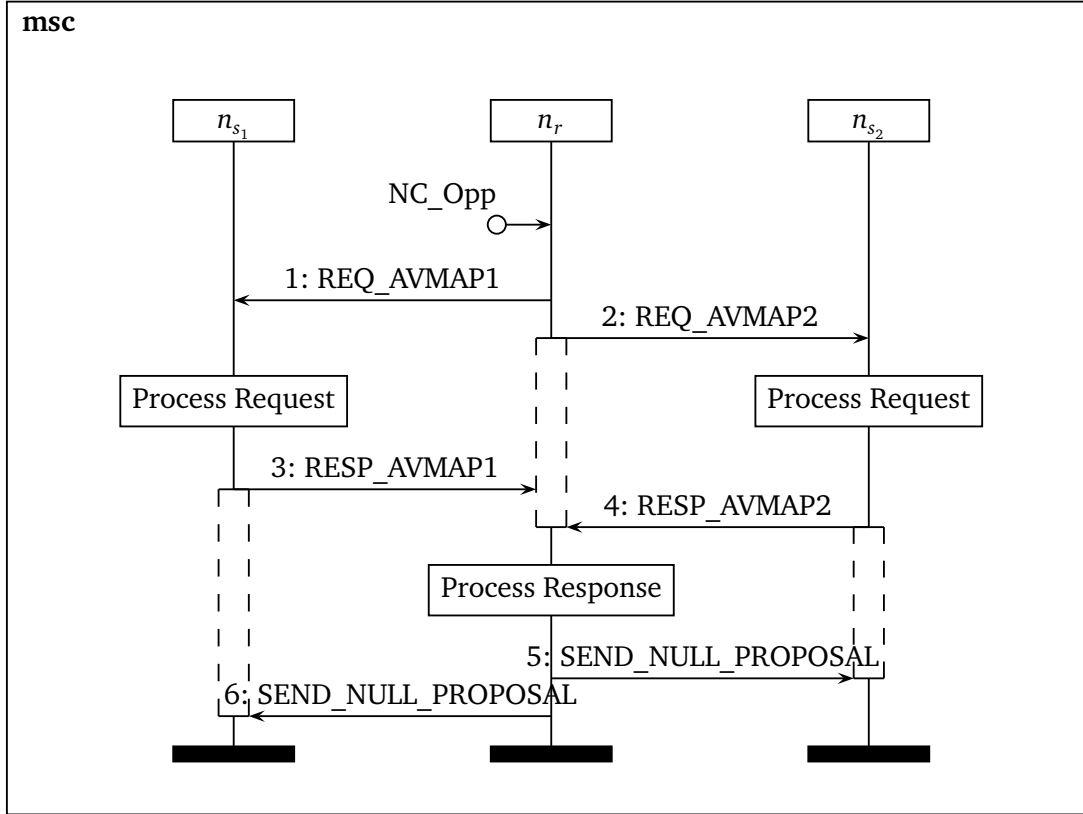 msc
n_{s_1}
n_r
n_{s_2}
NC_Opp
1: REQ_AVMAP1
2: REQ_AVMAP2
Process Request
Process Request
3: RESP_AVMAP1
4: RESP_AVMAP2
Process Response
5: SEND_NULL_PROPOSAL
6: SEND_NULL_PROPOSAL